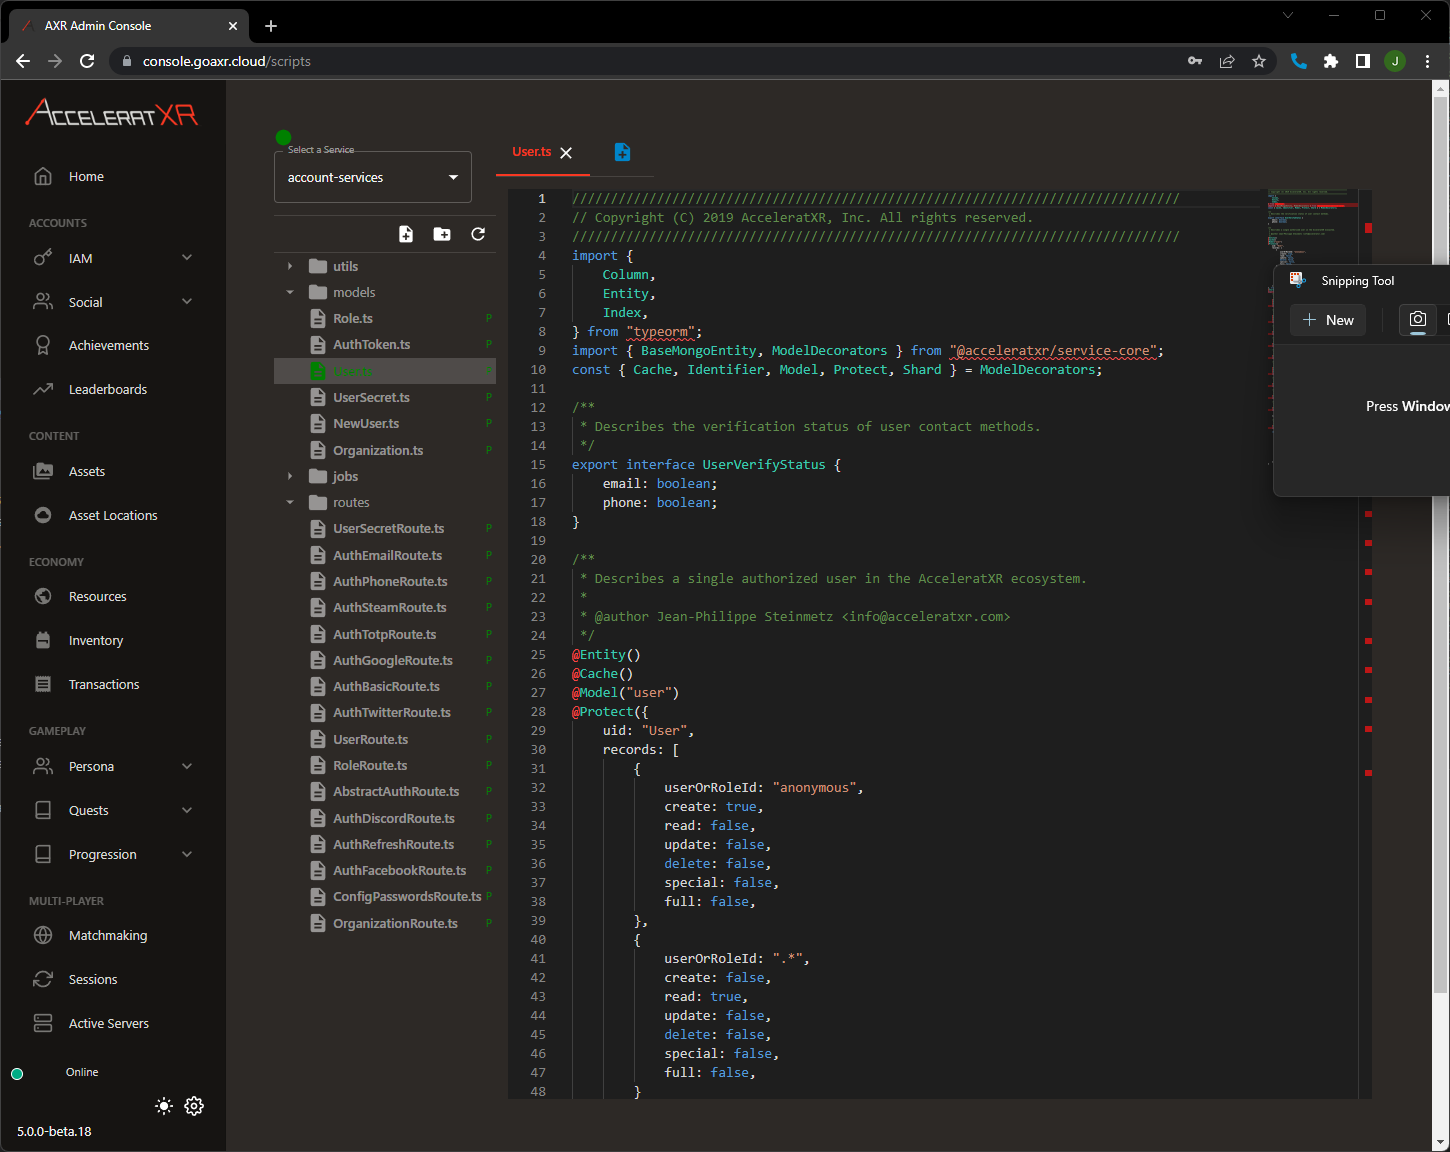 AXR Admin Console
console.goaxr.cloud/scripts
J
ACCELERATXR
Home
ACCOUNTS
IAM
Social
Achievements
Leaderboards
CONTENT
Assets
Asset Locations
ECONOMY
Resources
Inventory
Transactions
GAMEPLAY
Persona
Quests
Progression
MULTI-PLAYER
Matchmaking
Sessions
Active Servers
Online
5.0.0-beta.18
Select a Service
account-services
utils
models
Role.ts P
AuthToken.ts P
User.ts P
UserSecret.ts P
NewUser.ts P
Organization.ts P
jobs
routes
UserSecretRoute.ts P
AuthEmailRoute.ts P
AuthPhoneRoute.ts P
AuthSteamRoute.ts P
AuthTotpRoute.ts P
AuthGoogleRoute.ts P
AuthBasicRoute.ts P
AuthTwitterRoute.ts P
UserRoute.ts P
RoleRoute.ts P
AbstractAuthRoute.ts P
AuthDiscordRoute.ts P
AuthRefreshRoute.ts P
AuthFacebookRoute.ts P
ConfigPasswordsRoute.ts P
OrganizationRoute.ts P
User.ts
1 ///////////////////////////////////////////////////////////////////////////////
2 // Copyright (C) 2019 AcceleratXR, Inc. All rights reserved.
3 ///////////////////////////////////////////////////////////////////////////////
4 import {
5 Column,
6 Entity,
7 Index,
8 } from "typeorm";
9 import { BaseMongoEntity, ModelDecorators } from "@acceleratxr/service-core";
10 const { Cache, Identifier, Model, Protect, Shard } = ModelDecorators;
11
12 /**
13 * Describes the verification status of user contact methods.
14 */
15 export interface UserVerifyStatus {
16 email: boolean;
17 phone: boolean;
18 }
19
20 /**
21 * Describes a single authorized user in the AcceleratXR ecosystem.
22 *
23 * @author Jean-Philippe Steinmetz <info@acceleratxr.com>
24 */
25 @Entity()
26 @Cache()
27 @Model("user")
28 @Protect({
29 uid: "User",
30 records: [
31 {
32 userOrRoleId: "anonymous",
33 create: true,
34 read: false,
35 update: false,
36 delete: false,
37 special: false,
38 full: false,
39 },
40 {
41 userOrRoleId: ".*",
42 create: false,
43 read: true,
44 update: false,
45 delete: false,
46 special: false,
47 full: false,
48 }
Snipping Tool
New
Press Window